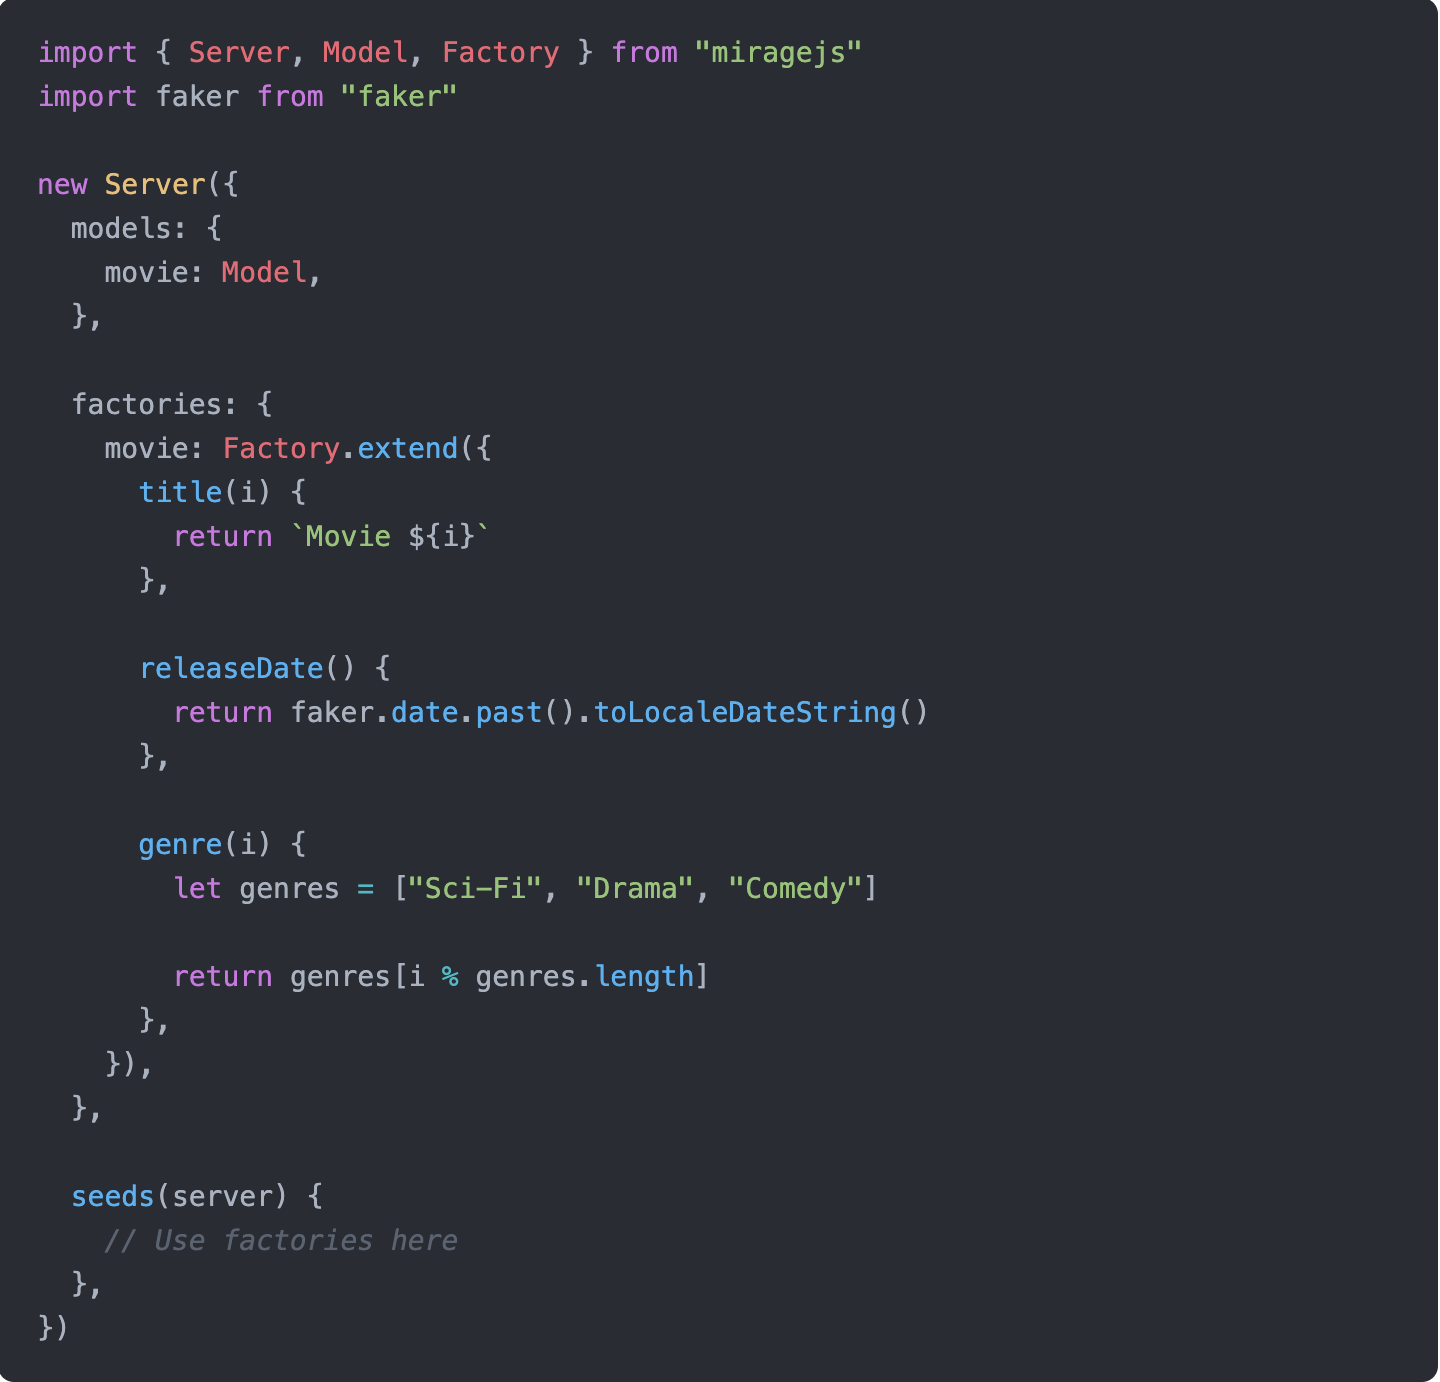 import { Server, Model, Factory } from "miragejs"
import faker from "faker"

new Server({
  models: {
    movie: Model,
  },

  factories: {
    movie: Factory.extend({
      title(i) {
        return `Movie ${i}`
      },

      releaseDate() {
        return faker.date.past().toLocaleDateString()
      },

      genre(i) {
        let genres = ["Sci-Fi", "Drama", "Comedy"]

        return genres[i % genres.length]
      },
    }),
  },

  seeds(server) {
    // Use factories here
  },
})